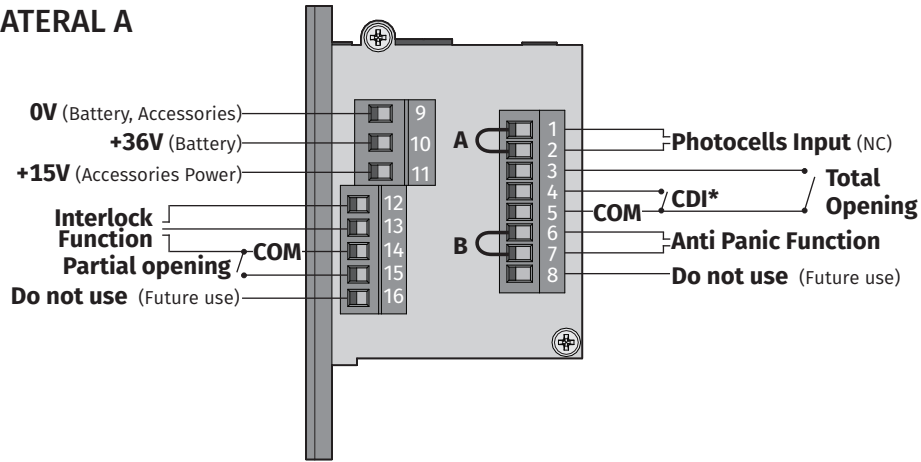 ATERAL A
0V (Battery, Accessories)
+36V (Battery)
+15V (Accessories Power)
Interlock
Function
COM
Partial opening
Do not use (Future use)
9
10
11
12
13
14
15
16
A
B
1
2
3
4
5
6
7
8
Photocells Input (NC)
Total
Opening
CDI*
COM
Anti Panic Function
Do not use (Future use)